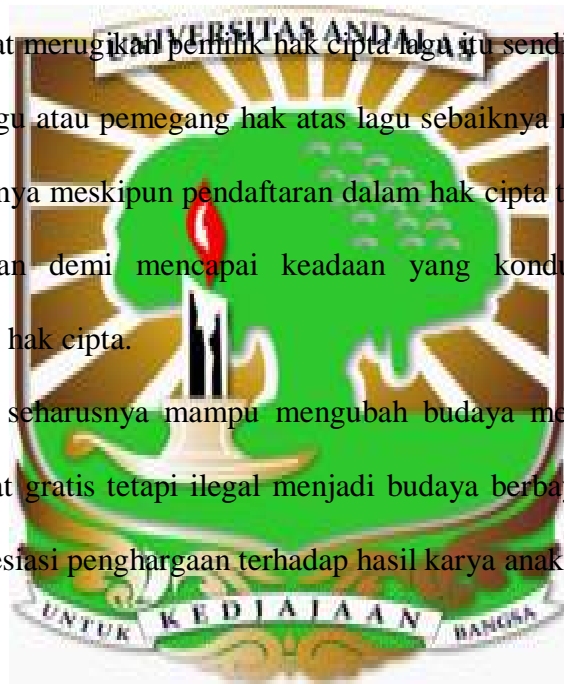 UNIVERSITAS ANDALAS
at merugikan pemilik hak cipta lagu itu sendi
gu atau pemegang hak atas lagu sebaiknya
nya meskipun pendaftaran dalam hak cipta t
an demi mencapai keadaan yang kondu
hak cipta.
seharusnya mampu mengubah budaya me
at gratis tetapi ilegal menjadi budaya berba
esiasi penghargaan terhadap hasil karya anak
UNTUK KEDJAJAAN BANGSA